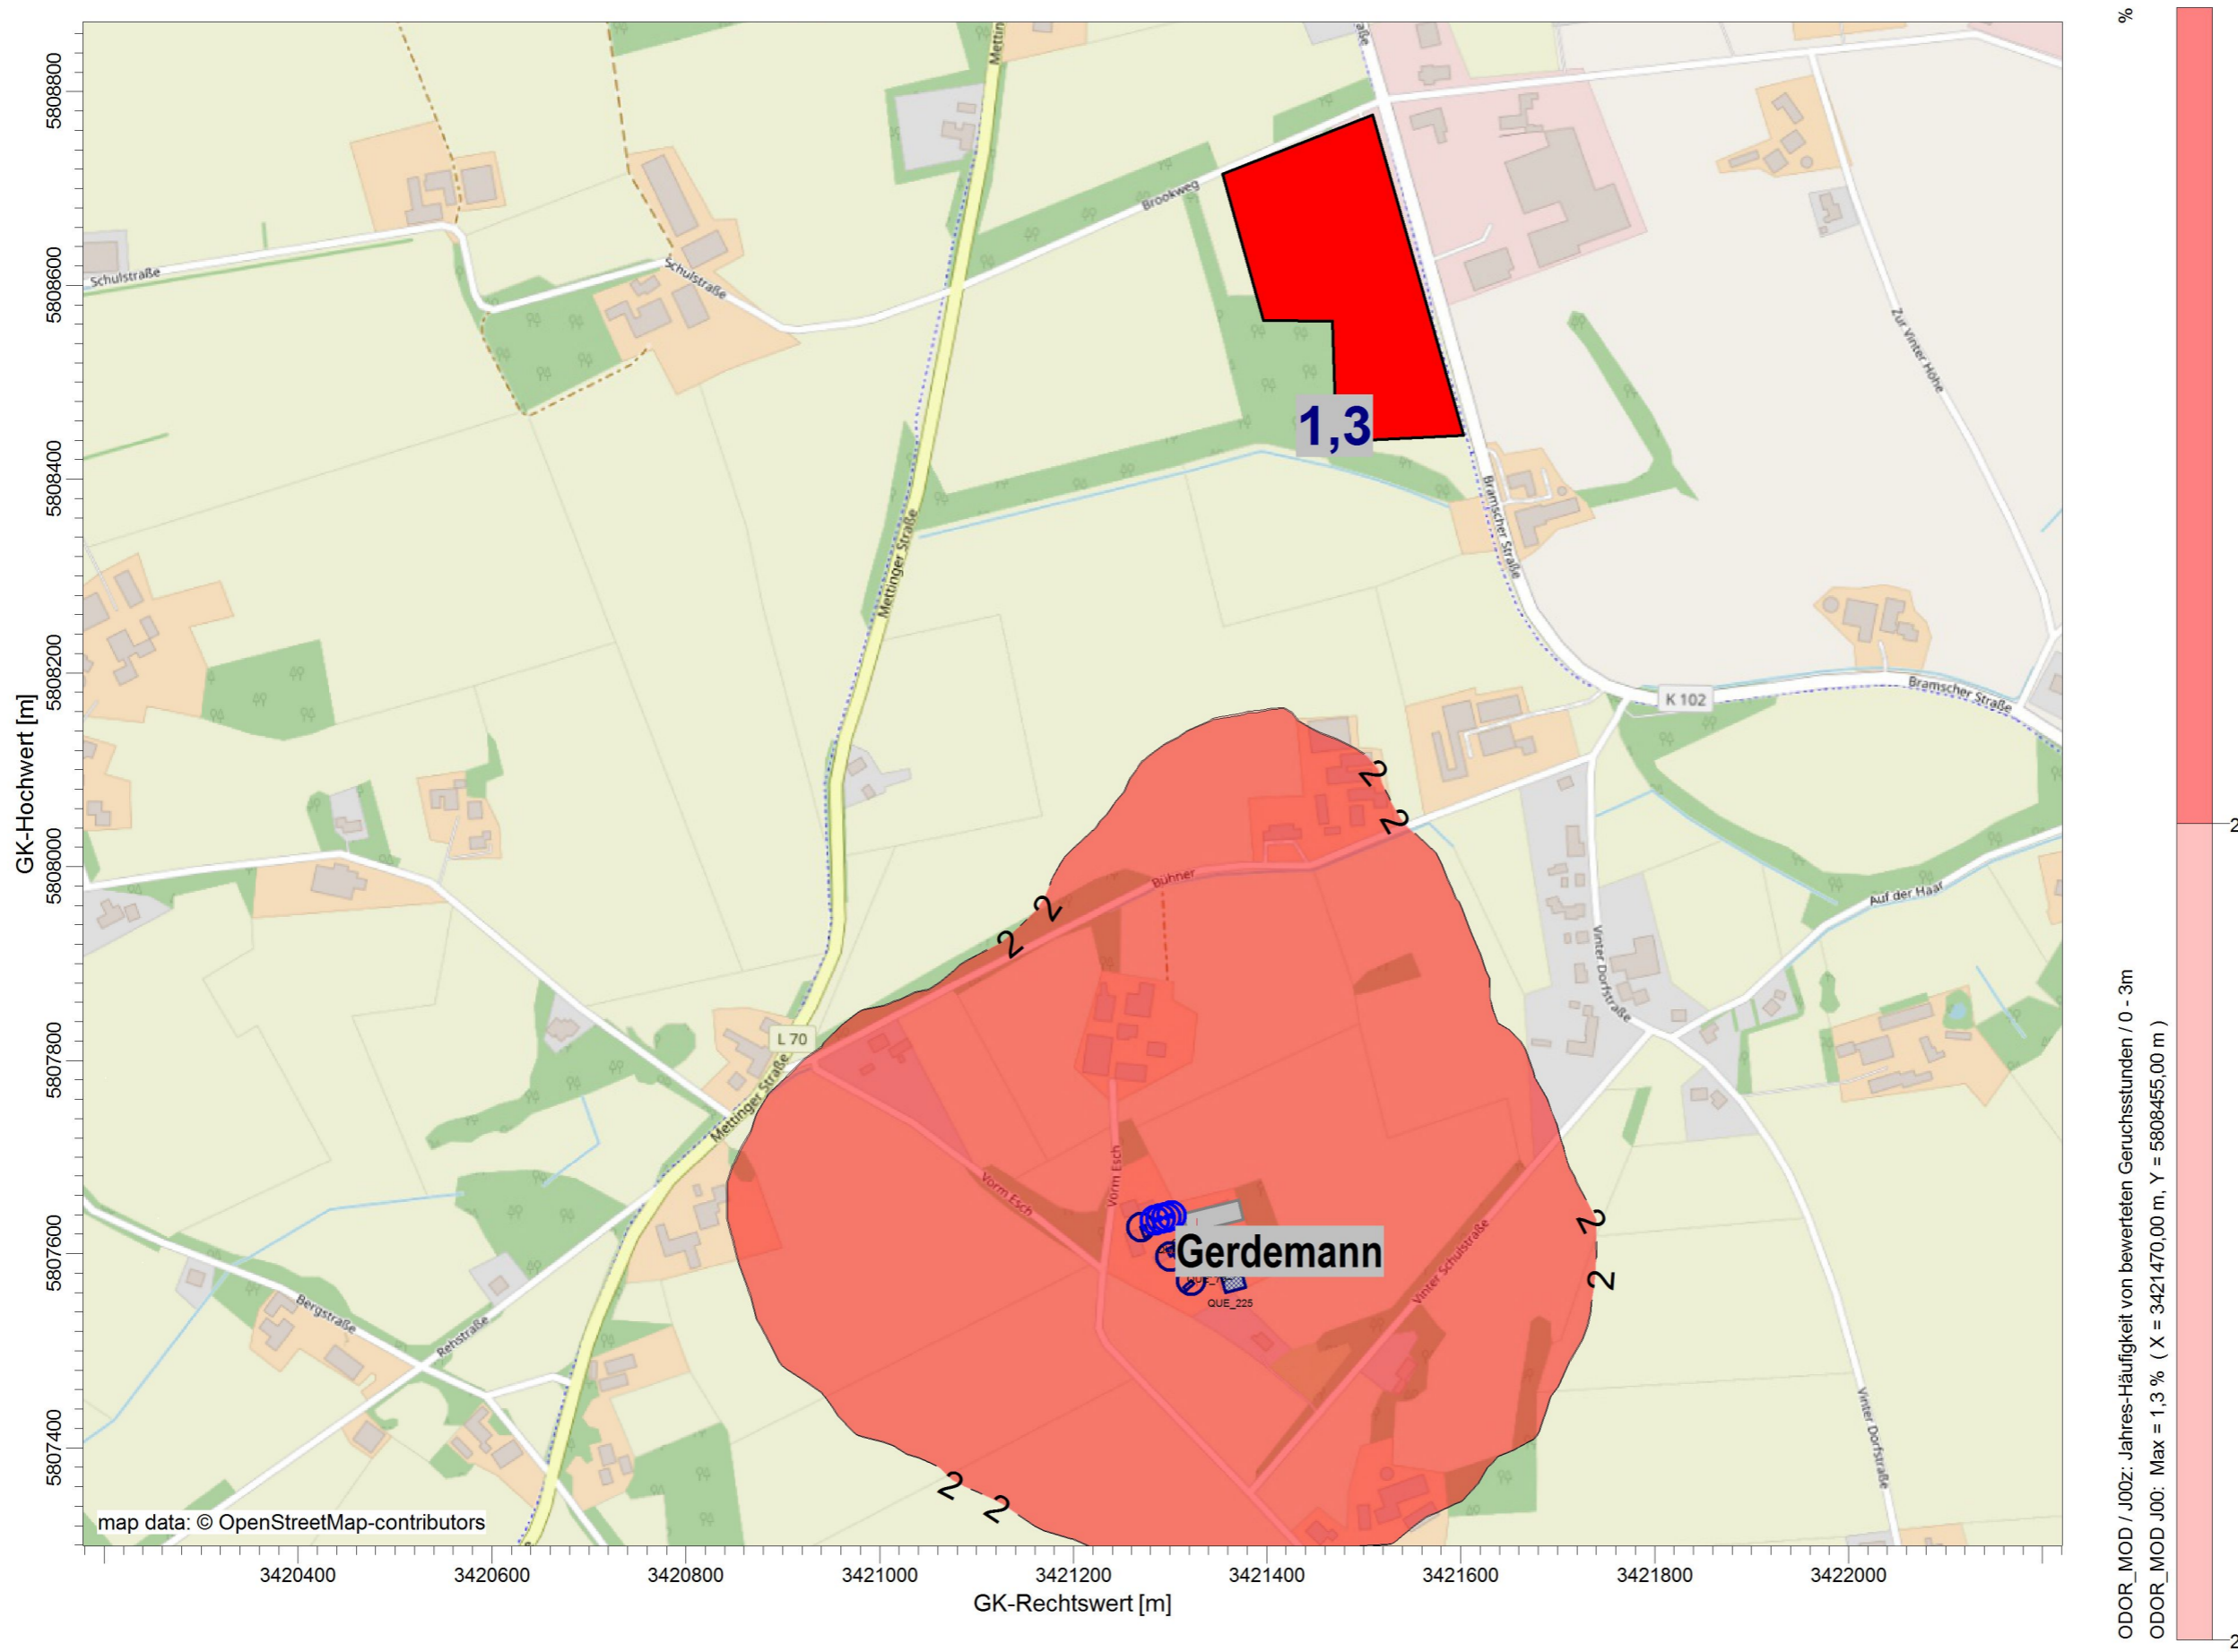 %
5808800
5808600
5808400
5808200
5808000
5807800
5807600
5807400
GK-Hochwert [m]
Mettin
aße
Brookweg
Schulstraße
Schulstraße
Zur Vinter Höhe
1,3
Mettinger Straße
Bramscher Straße
K 102
Bramscher Straße
2
2
2
Bühner
2
2
Auf der Haar
Vinter Dorfstraße
L 70
Mettinger Straße
Vorm Esch
Vorm Esch
2
Gerdemann
Vinter Schulstraße
2
QUE_225
Bergstraße
Rehstraße
Vinter Dorfstraße
2
2
map data: © OpenStreetMap-contributors
3420400
3420600
3420800
3421000
3421200
3421400
3421600
3421800
3422000
GK-Rechtswert [m]
ODOR_MOD / J00z: Jahres-Häufigkeit von bewerteten Geruchsstunden / 0 - 3m
ODOR_MOD J00: Max = 1,3 % ( X = 3421470,00 m, Y = 5808455,00 m )
2